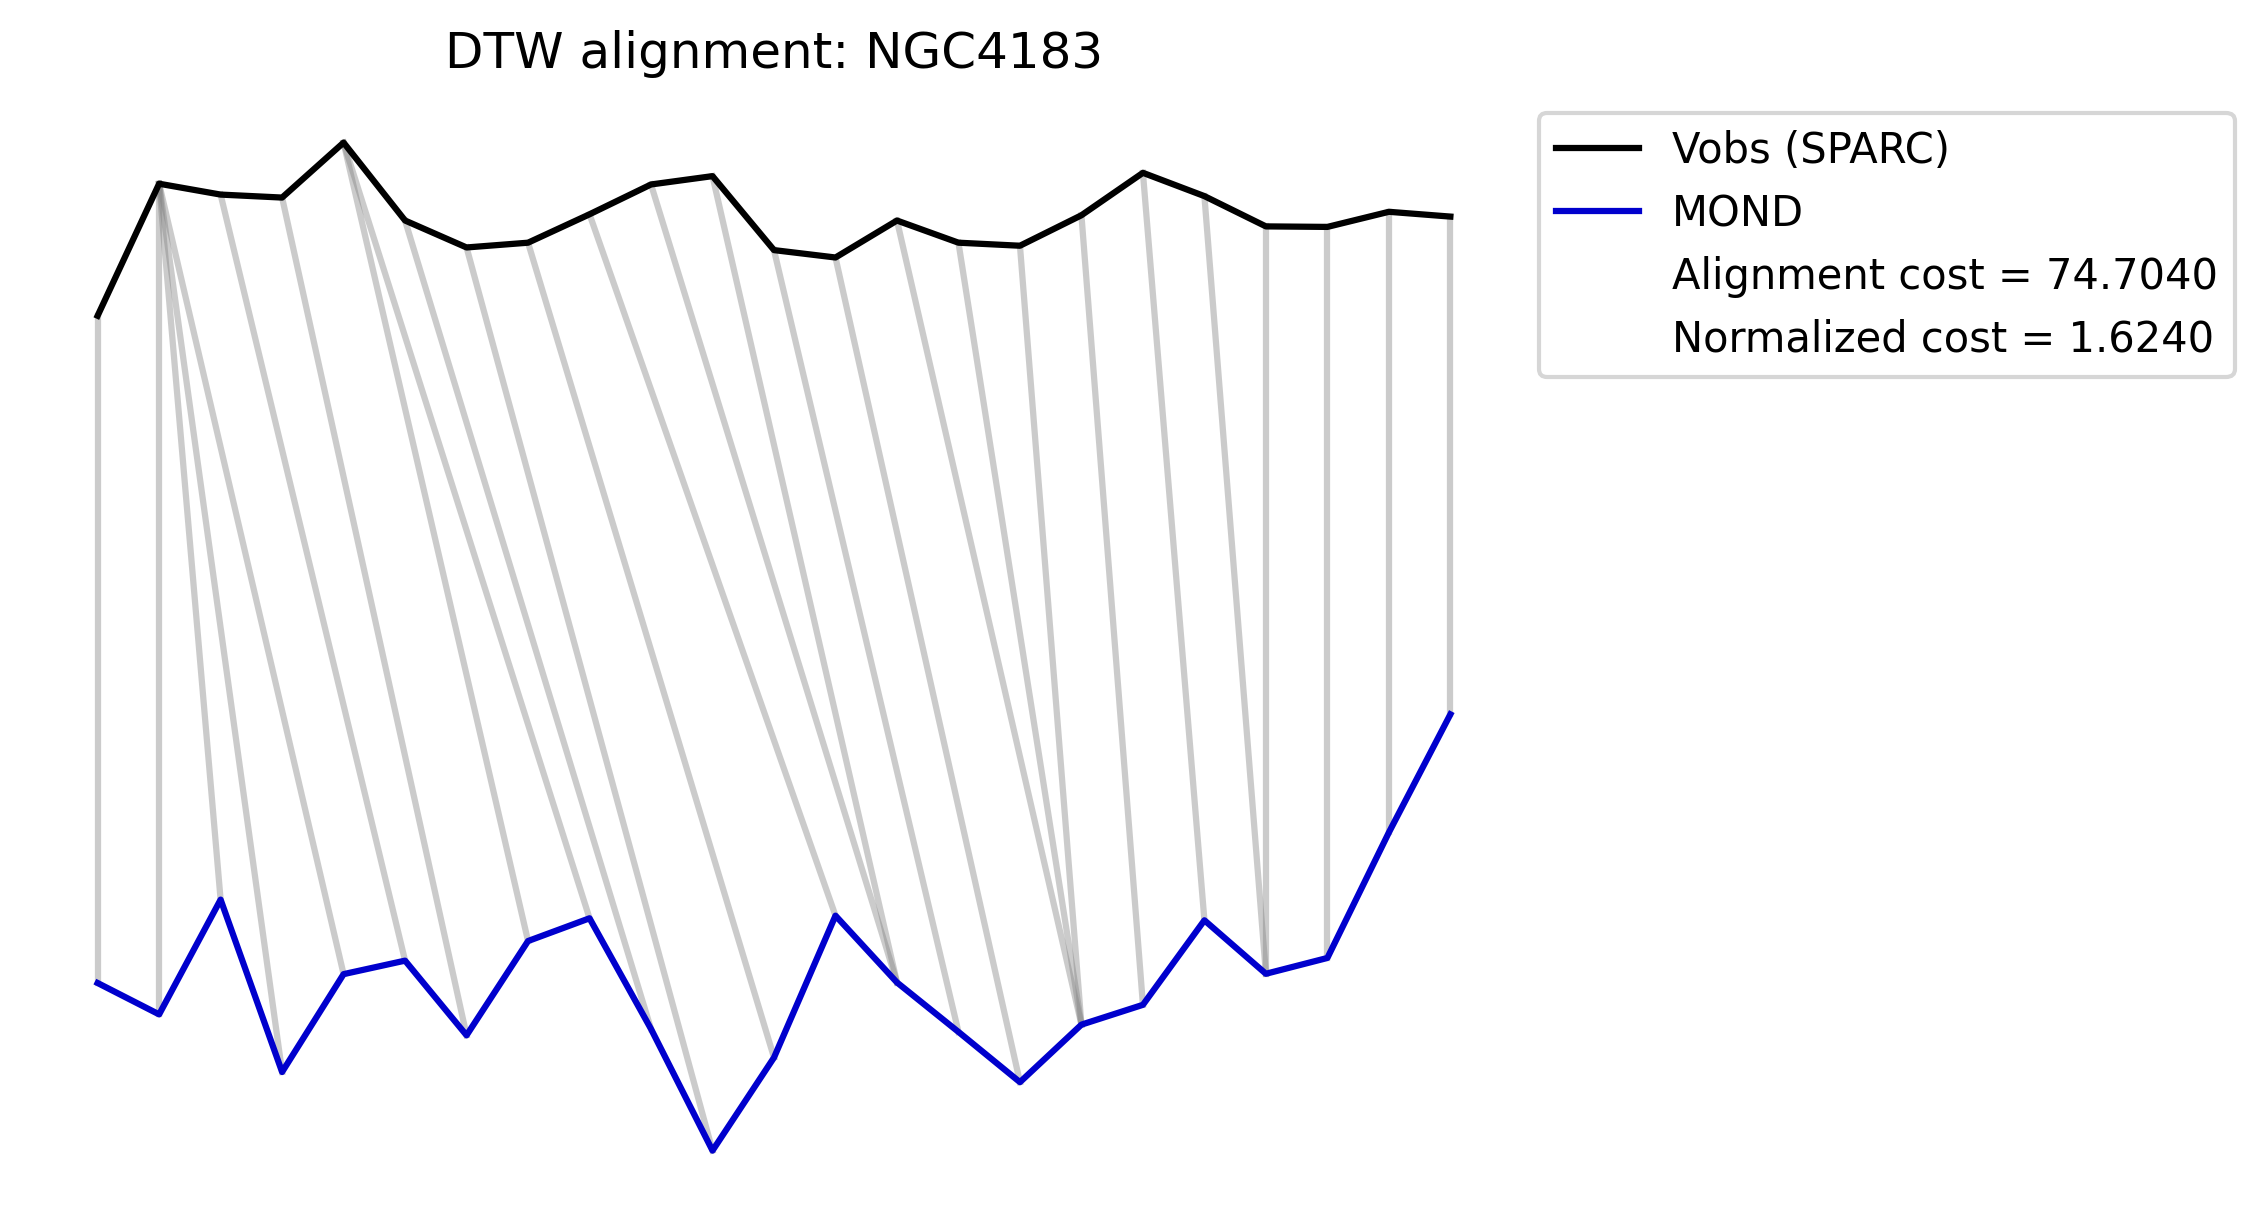 DTW alignment: NGC4183
Vobs (SPARC)
MOND
Alignment cost = 74.7040
Normalized cost = 1.6240